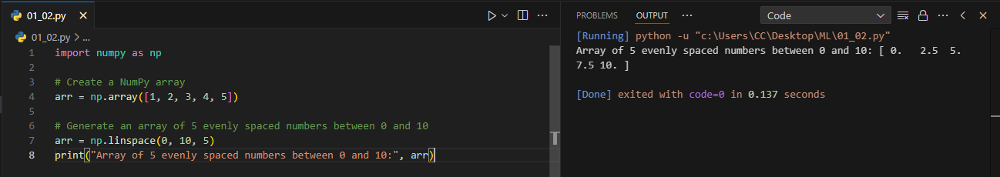 01_02.py
01_02.py > ...
1 import numpy as np
2
3 # Create a NumPy array
4 arr = np.array([1, 2, 3, 4, 5])
5
6 # Generate an array of 5 evenly spaced numbers between 0 and 10
7 arr = np.linspace(0, 10, 5)
8 print("Array of 5 evenly spaced numbers between 0 and 10:", arr)
PROBLEMS OUTPUT ... Code
[Running] python -u "c:\Users\CC\Desktop\ML\01_02.py"
Array of 5 evenly spaced numbers between 0 and 10: [ 0.   2.5  5.
7.5 10. ]
[Done] exited with code=0 in 0.137 seconds